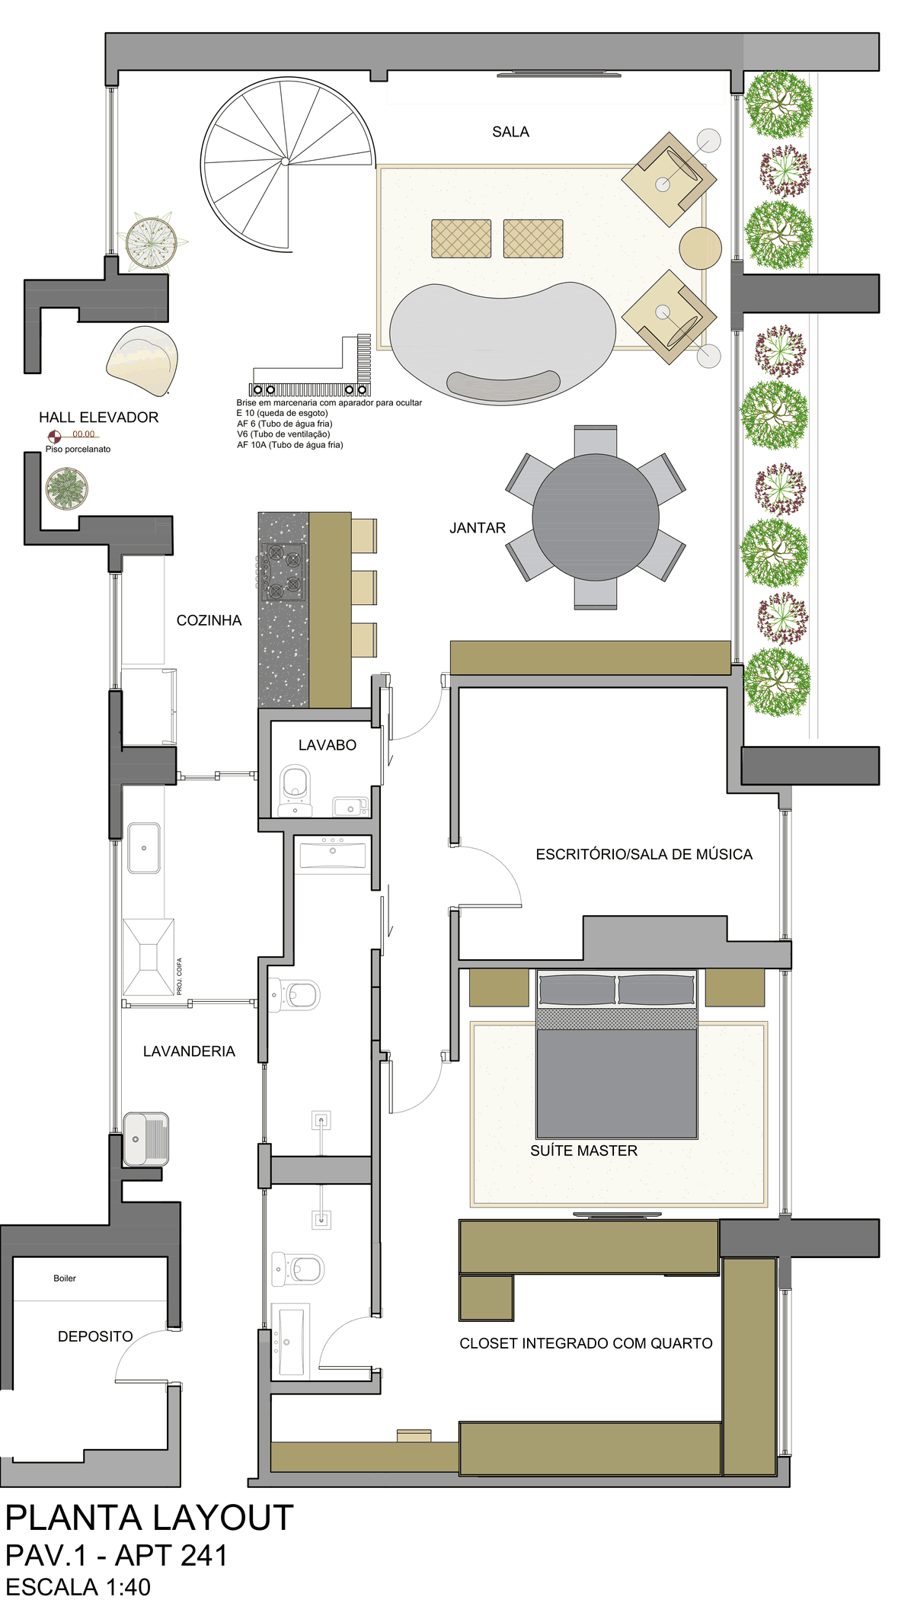 SALA
HALL ELEVADOR
00.00
Piso porcelanato
Brise em marcenaria com aparador para ocultar
E 10 (queda de esgoto)
AF 6 (Tubo de água fria)
V6 (Tubo de ventilação)
AF 10A (Tubo de água fria)
JANTAR
COZINHA
LAVABO
ESCRITÓRIO/SALA DE MÚSICA
PROJ. COIFA
LAVANDERIA
SUÍTE MASTER
Boiler
DEPOSITO
CLOSET INTEGRADO COM QUARTO
PLANTA LAYOUT
PAV.1 - APT 241
ESCALA 1:40